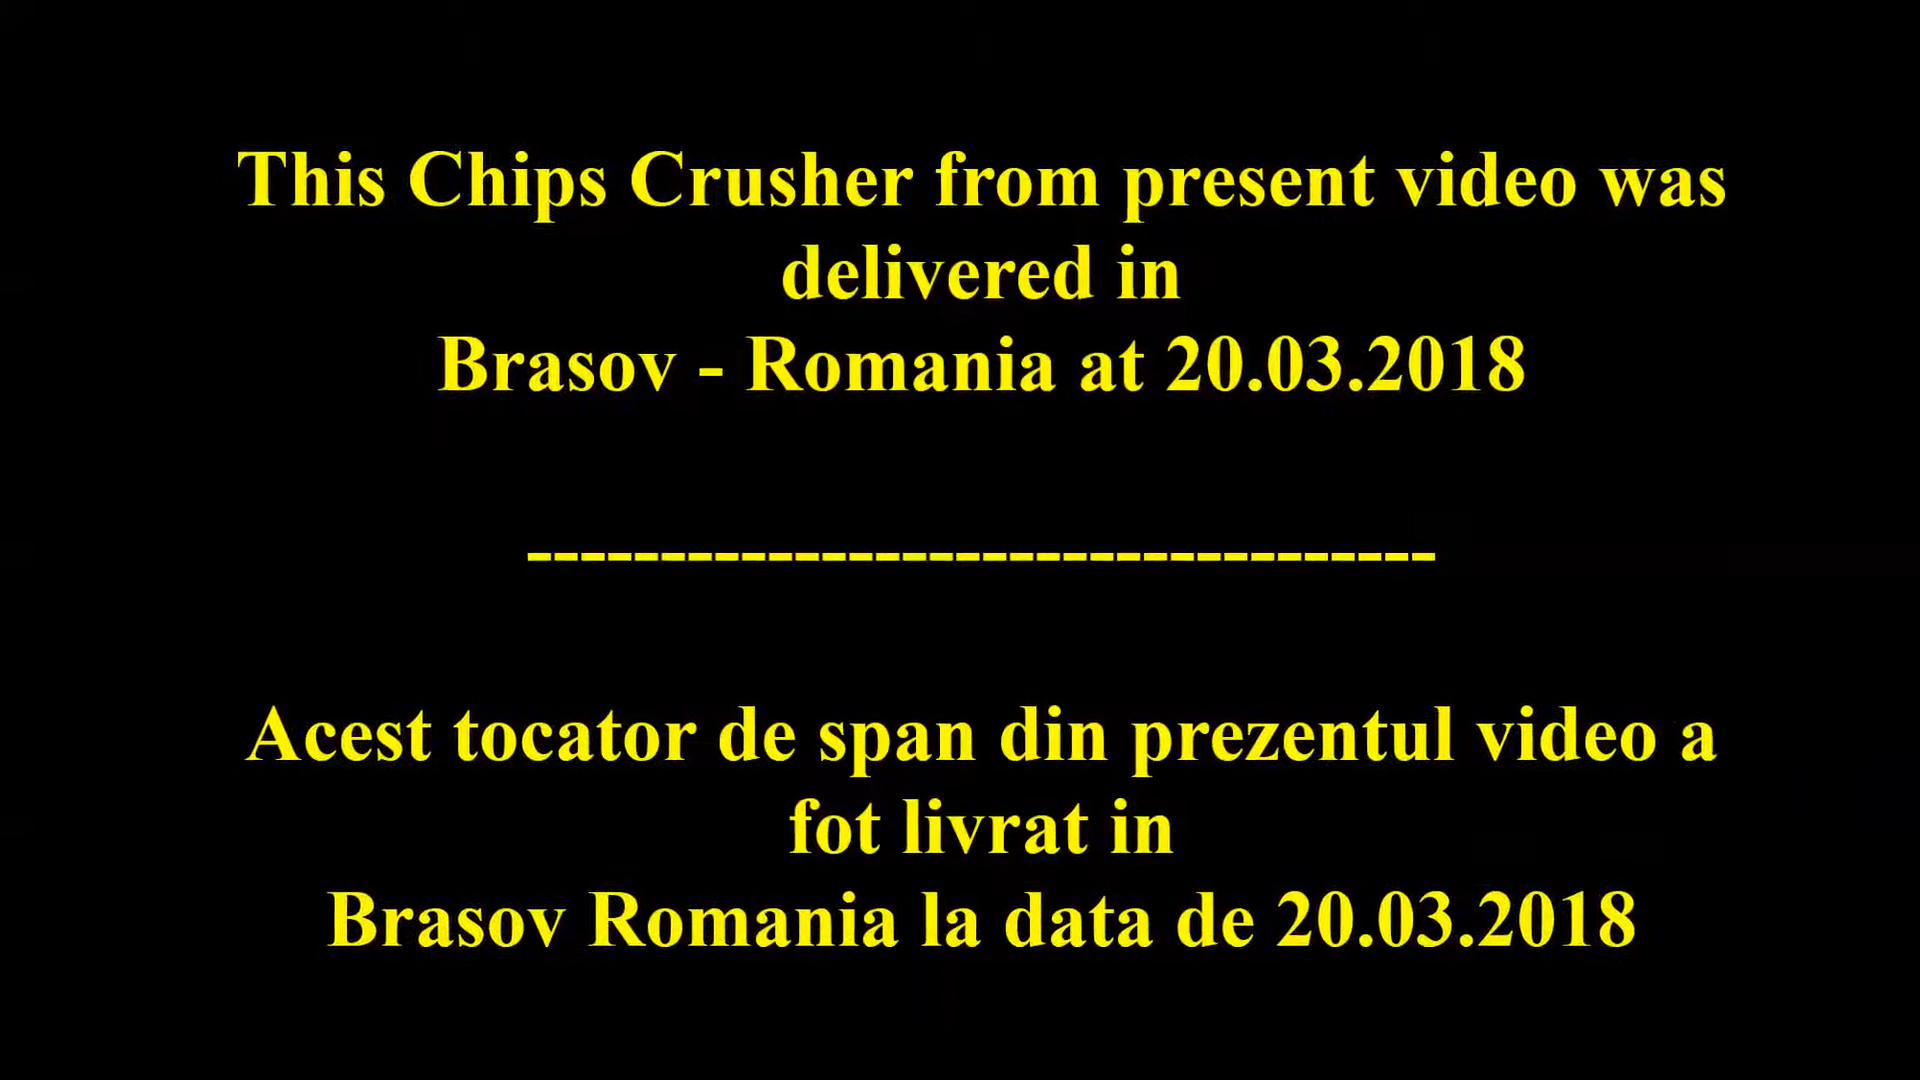 This Chips Crusher from present video was
delivered in
Brasov - Romania at 20.03.2018
----------------------------------
Acest tocator de span din prezentul video a
fot livrat in
Brasov Romania la data de 20.03.2018